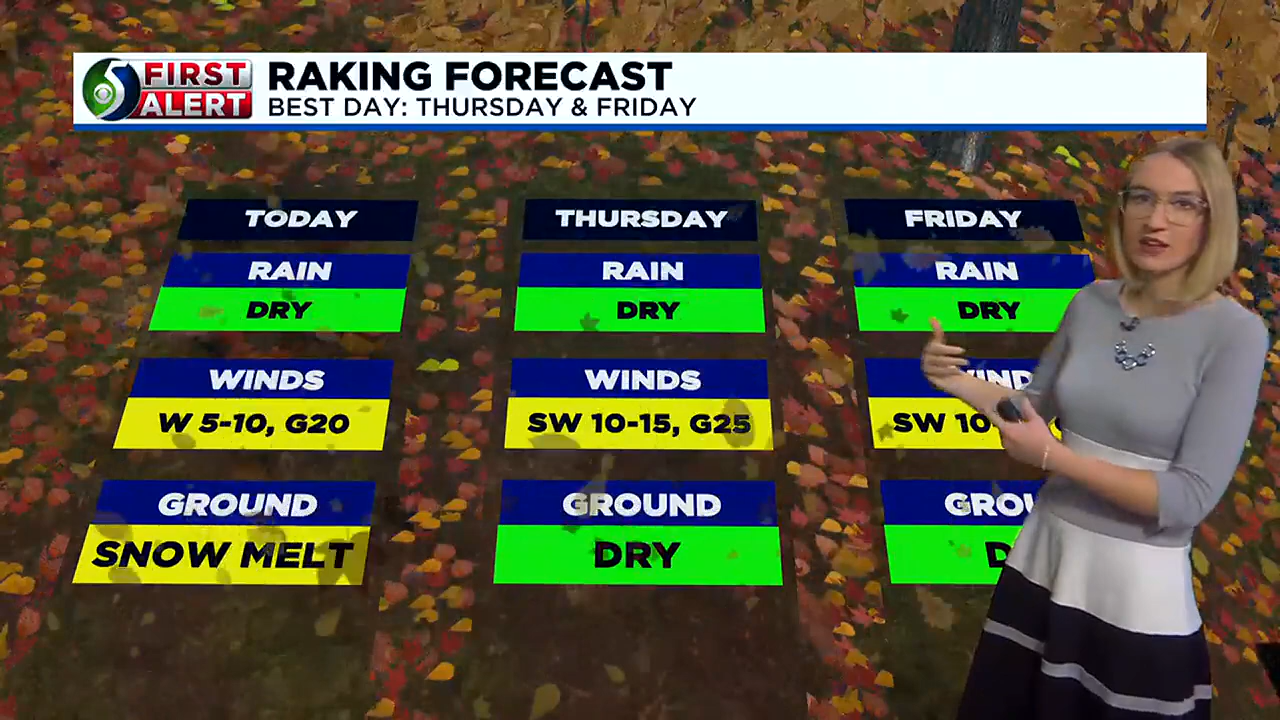 5 FIRST ALERT
RAKING FORECAST
BEST DAY: THURSDAY & FRIDAY
TODAY
RAIN
DRY
WINDS
W 5-10, G20
GROUND
SNOW MELT
THURSDAY
RAIN
DRY
WINDS
SW 10-15, G25
GROUND
DRY
FRIDAY
RAIN
DRY
SW 10